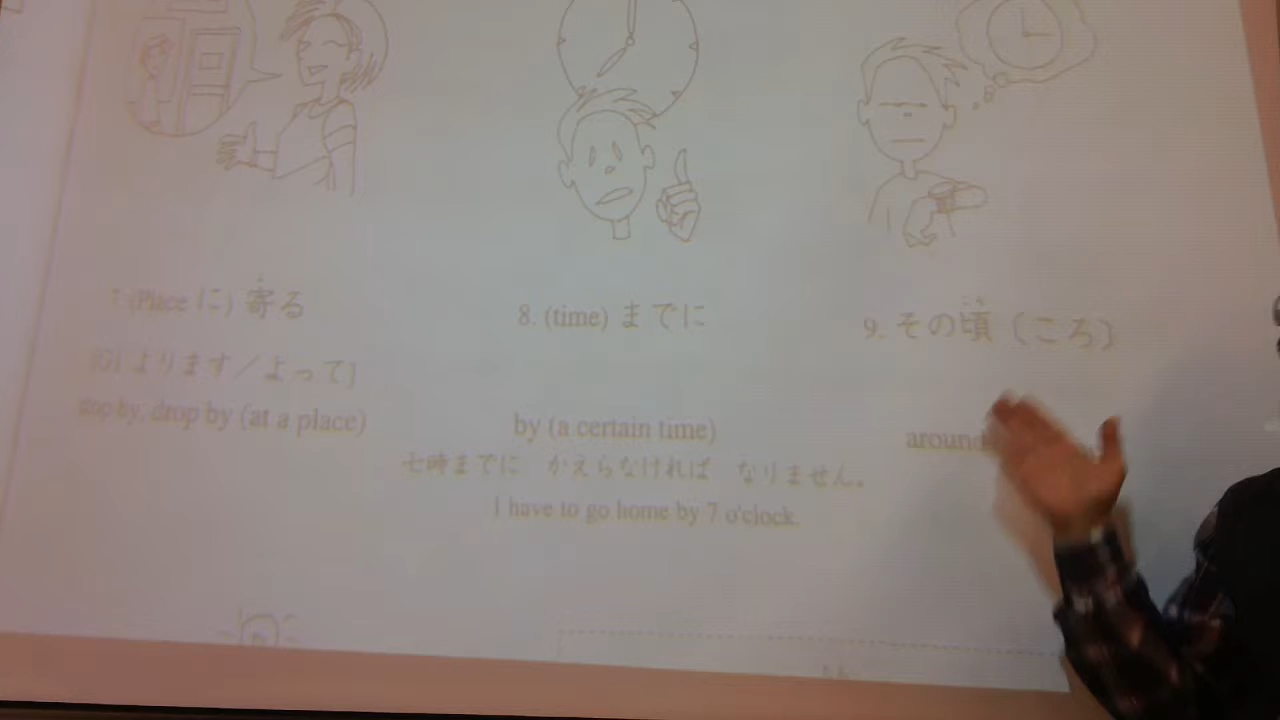 7. (Place に) 寄る
[G1 よります／よって]
stop by, drop by (at a place)
8. (time) までに
by (a certain time)
七時までに かえらなければ なりません。
I have to go home by 7 o'clock.
9. その頃（ころ）
around